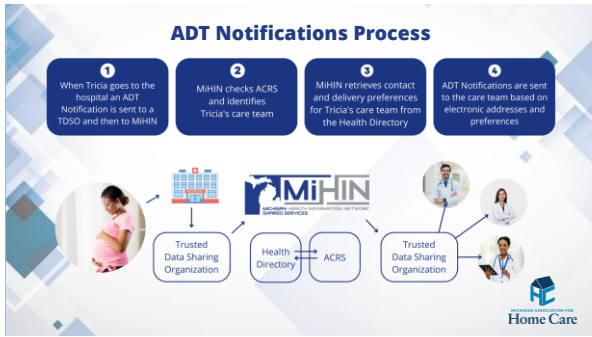 ADT Notifications Process
1
When Tricia goes to the
hospital an ADT
Notification is sent to a
TDSO and then to MiHIN
2
MiHIN checks ACRS
and identifies
Tricia's care team
3
MiHIN retrieves contact
and delivery preferences
for Tricia's care team from
the Health Directory
4
ADT Notifications are sent
to the care team based on
electronic addresses and
preferences
HOSPITAL
MiHIN
MICHIGAN HEALTH INFORMATION NETWORK
SHARED SERVICES
Trusted
Data Sharing
Organization
Health
Directory
ACRS
Trusted
Data Sharing
Organization
MICHIGAN ASSOCIATION FOR
Home Care